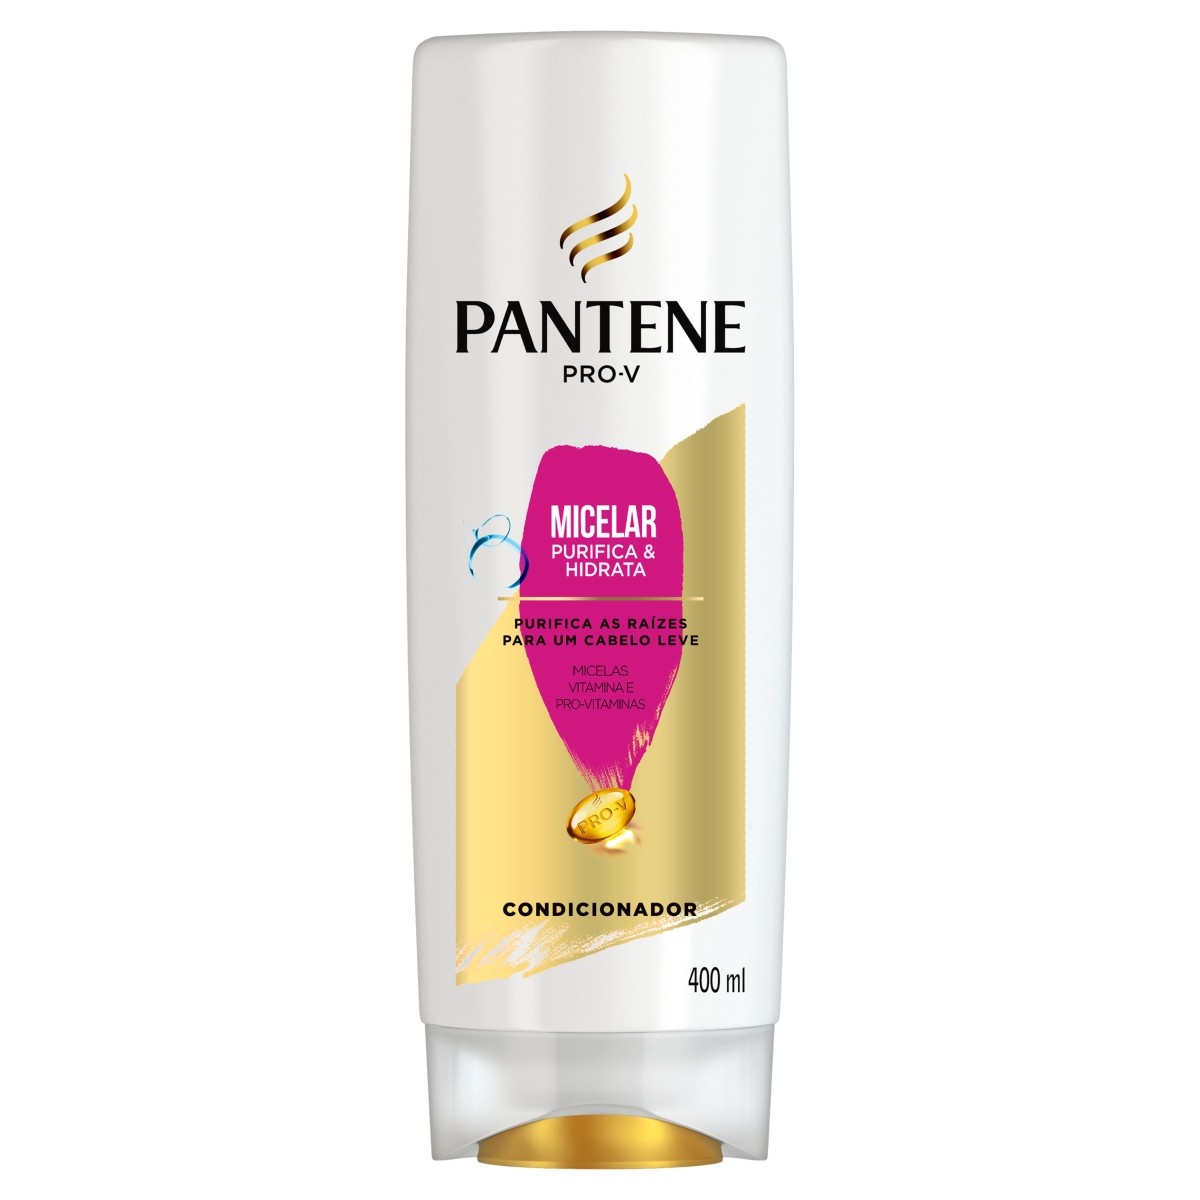 PANTENE
PRO-V
MICELAR
PURIFICA &
HIDRATA
PURIFICA AS RAÍZES
PARA UM CABELO LEVE
MICELAS
VITAMINA E
PRO-VITAMINAS
PRO-V
CONDICIONADOR
400 ml